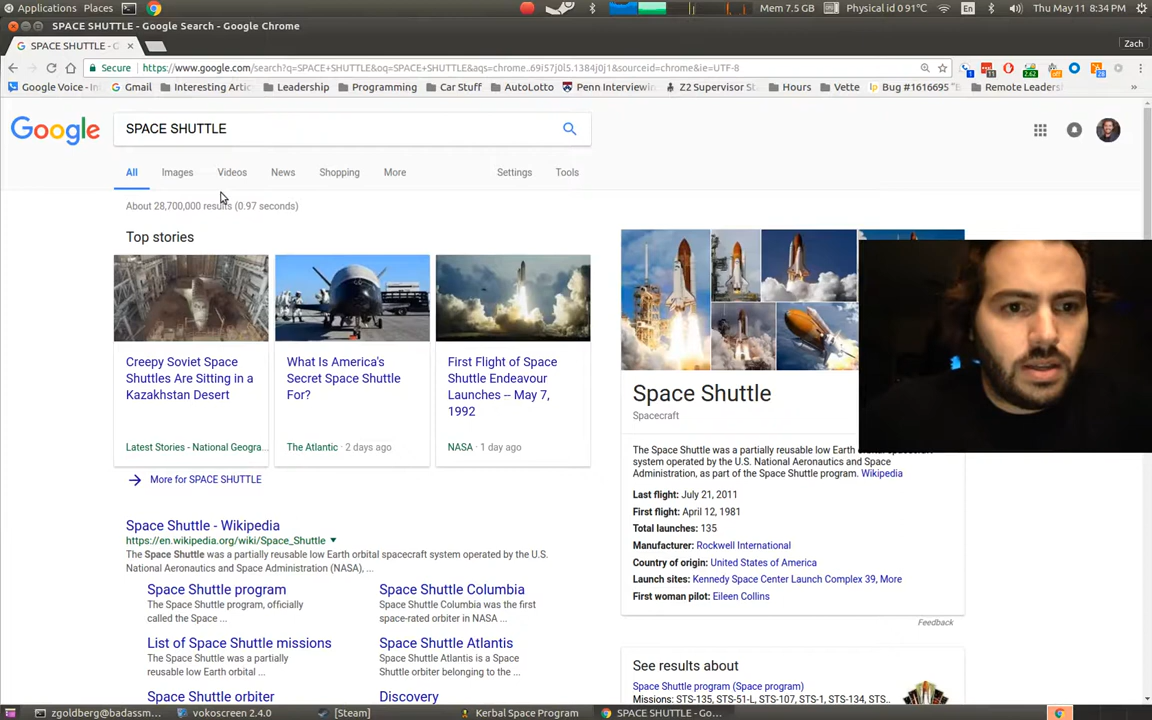 Applications Places Mem 7.5 GB Physical id 0 91°C En Thu May 11 8:34 PM
SPACE SHUTTLE - Google Search - Google Chrome
SPACE SHUTTLE - G Zach
Secure https://www.google.com/search?q=SPACE+SHUTTLE&oq=SPACE+SHUTTLE&aqs=chrome..69i57j0l5.1384j0j1&sourceid=chrome&ie=UTF-8
Google Voice - In Gmail Interesting Artic Leadership Programming Car Stuff AutoLotto Penn Interviewin Z2 Supervisor S Hours Vette Bug #1616695 " Remote Leaders »
Google SPACE SHUTTLE
All Images Videos News Shopping More Settings Tools
About 28,700,000 results (0.97 seconds)
Top stories
Creepy Soviet Space
Shuttles Are Sitting in a
Kazakhstan Desert
Latest Stories - National Geogra...
What Is America's
Secret Space Shuttle
For?
The Atlantic · 2 days ago
First Flight of Space
Shuttle Endeavour
Launches -- May 7,
1992
NASA · 1 day ago
More for SPACE SHUTTLE
Space Shuttle - Wikipedia
https://en.wikipedia.org/wiki/Space_Shuttle
The Space Shuttle was a partially reusable low Earth orbital spacecraft system operated by the U.S.
National Aeronautics and Space Administration (NASA), ...
Space Shuttle program
The Space Shuttle program, officially
called the Space ...
Space Shuttle Columbia
Space Shuttle Columbia was the first
space-rated orbiter in NASA ...
List of Space Shuttle missions
The Space Shuttle was a partially
reusable low Earth orbital ...
Space Shuttle Atlantis
Space Shuttle Atlantis is a Space
Shuttle orbiter belonging to the ...
Space Shuttle orbiter
Discovery
Space Shuttle
Spacecraft
The Space Shuttle was a partially reusable low Earth
system operated by the U.S. National Aeronautics and Space
Administration, as part of the Space Shuttle program. Wikipedia
Last flight: July 21, 2011
First flight: April 12, 1981
Total launches: 135
Manufacturer: Rockwell International
Country of origin: United States of America
Launch sites: Kennedy Space Center Launch Complex 39, More
First woman pilot: Eileen Collins
Feedback
See results about
Space Shuttle program (Space program)
Missions: STS-135, STS-51-L, STS-107, STS-1, STS-134, STS..
zgoldberg@badassm... vokoscreen 2.4.0 [Steam] Kerbal Space Program SPACE SHUTTLE - Go...